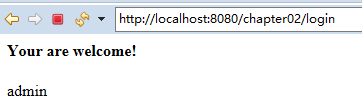 http://localhost:8080/chapter02/login
Your are welcome!
admin